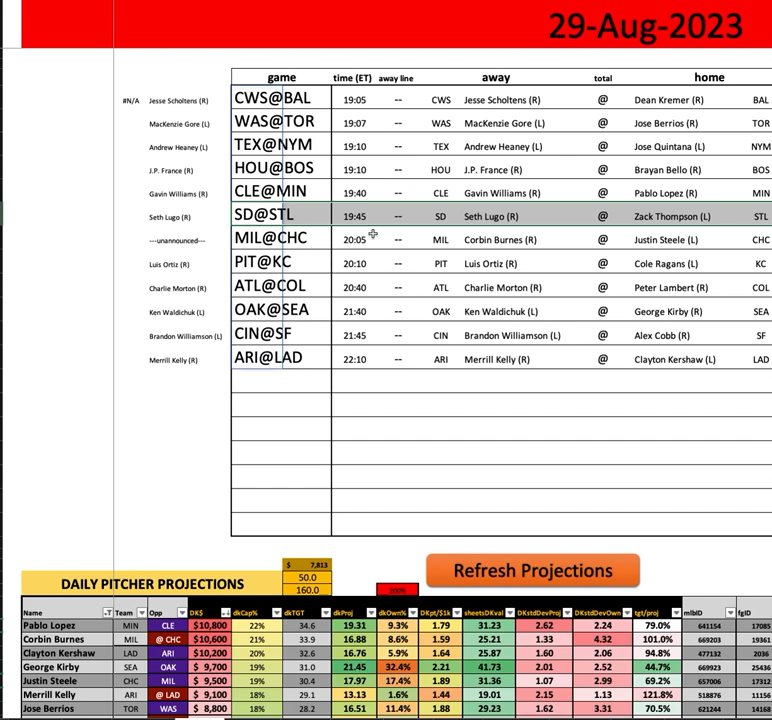 29-Aug-2023
game time (ET) away line away total home
#N/A Jesse Scholtens (R) CWS@BAL 19:05 -- CWS Jesse Scholtens (R) @ Dean Kremer (R) BAL
MacKenzie Gore (L) WAS@TOR 19:07 -- WAS MacKenzie Gore (L) @ Jose Berrios (R) TOR
Andrew Heaney (L) TEX@NYM 19:10 -- TEX Andrew Heaney (L) @ Jose Quintana (L) NYM
J.P. France (R) HOU@BOS 19:10 -- HOU J.P. France (R) @ Brayan Bello (R) BOS
Gavin Williams (R) CLE@MIN 19:40 -- CLE Gavin Williams (R) @ Pablo Lopez (R) MIN
Seth Lugo (R) SD@STL 19:45 -- SD Seth Lugo (R) @ Zack Thompson (L) STL
---unannounced--- MIL@CHC 20:05 -- MIL Corbin Burnes (R) @ Justin Steele (L) CHC
Luis Ortiz (R) PIT@KC 20:10 -- PIT Luis Ortiz (R) @ Cole Ragans (L) KC
Charlie Morton (R) ATL@COL 20:40 -- ATL Charlie Morton (R) @ Peter Lambert (R) COL
Ken Waldichuk (L) OAK@SEA 21:40 -- OAK Ken Waldichuk (L) @ George Kirby (R) SEA
Brandon Williamson (L) CIN@SF 21:45 -- CIN Brandon Williamson (L) @ Alex Cobb (R) SF
Merrill Kelly (R) ARI@LAD 22:10 -- ARI Merrill Kelly (R) @ Clayton Kershaw (L) LAD
$ 7,813
Refresh Projections
DAILY PITCHER PROJECTIONS 50.0
160.0 200%
Name Team Opp DK$ dkCap% dkTGT dkProj dkOwn% DKpt/$1k sheetsDKval DKstdDevProj DKstdDevOwn tgt/proj mlbID fgID
Pablo Lopez MIN CLE $10,800 22% 34.6 19.31 9.3% 1.79 31.23 2.62 2.24 79.0% 641154 17085
Corbin Burnes MIL @ CHC $10,600 21% 33.9 16.88 8.6% 1.59 25.21 1.33 4.32 101.0% 669203 19361
Clayton Kershaw LAD ARI $10,200 20% 32.6 16.76 5.9% 1.64 25.87 1.60 2.06 94.8% 477132 2036
George Kirby SEA OAK $ 9,700 19% 31.0 21.45 32.4% 2.21 41.73 2.01 2.52 44.7% 669923 25436
Justin Steele CHC MIL $ 9,500 19% 30.4 17.97 17.4% 1.89 31.36 1.07 2.99 69.2% 657006 17312
Merrill Kelly ARI @ LAD $ 9,100 18% 29.1 13.13 1.6% 1.44 19.01 2.15 1.13 121.8% 518876 11156
Jose Berrios TOR WAS $ 8,800 18% 28.2 16.51 11.4% 1.88 29.23 1.62 3.31 70.5% 621244 14168